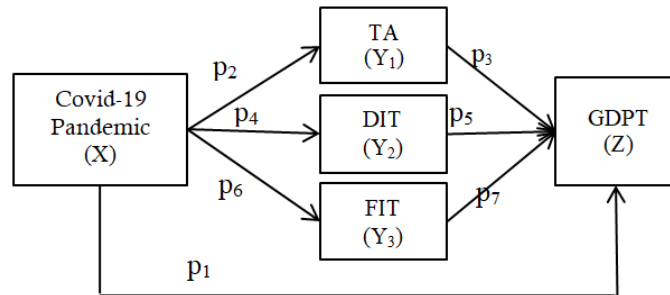 TA
(Y₁)
p₂
p₃
Covid-19
Pandemic
(X)
p₄
DIT
(Y₂)
p₅
GDPT
(Z)
p₆
FIT
(Y₃)
p₇
p₁